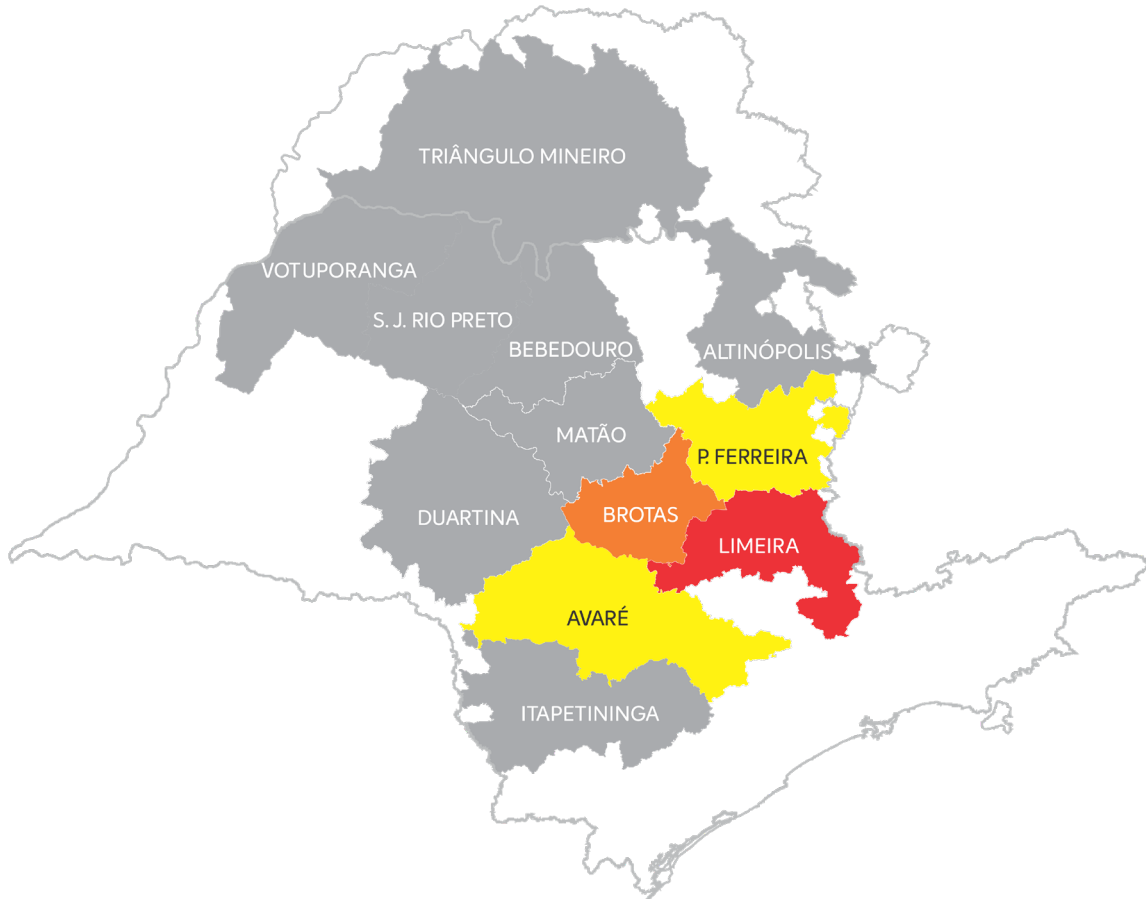 TRIÂNGULO MINEIRO
VOTUPORANGA
S. J. RIO PRETO
BEBEDOURO
ALTINÓPOLIS
MATÃO
P. FERREIRA
DUARTINA
BROTAS
LIMEIRA
AVARÉ
ITAPETININGA